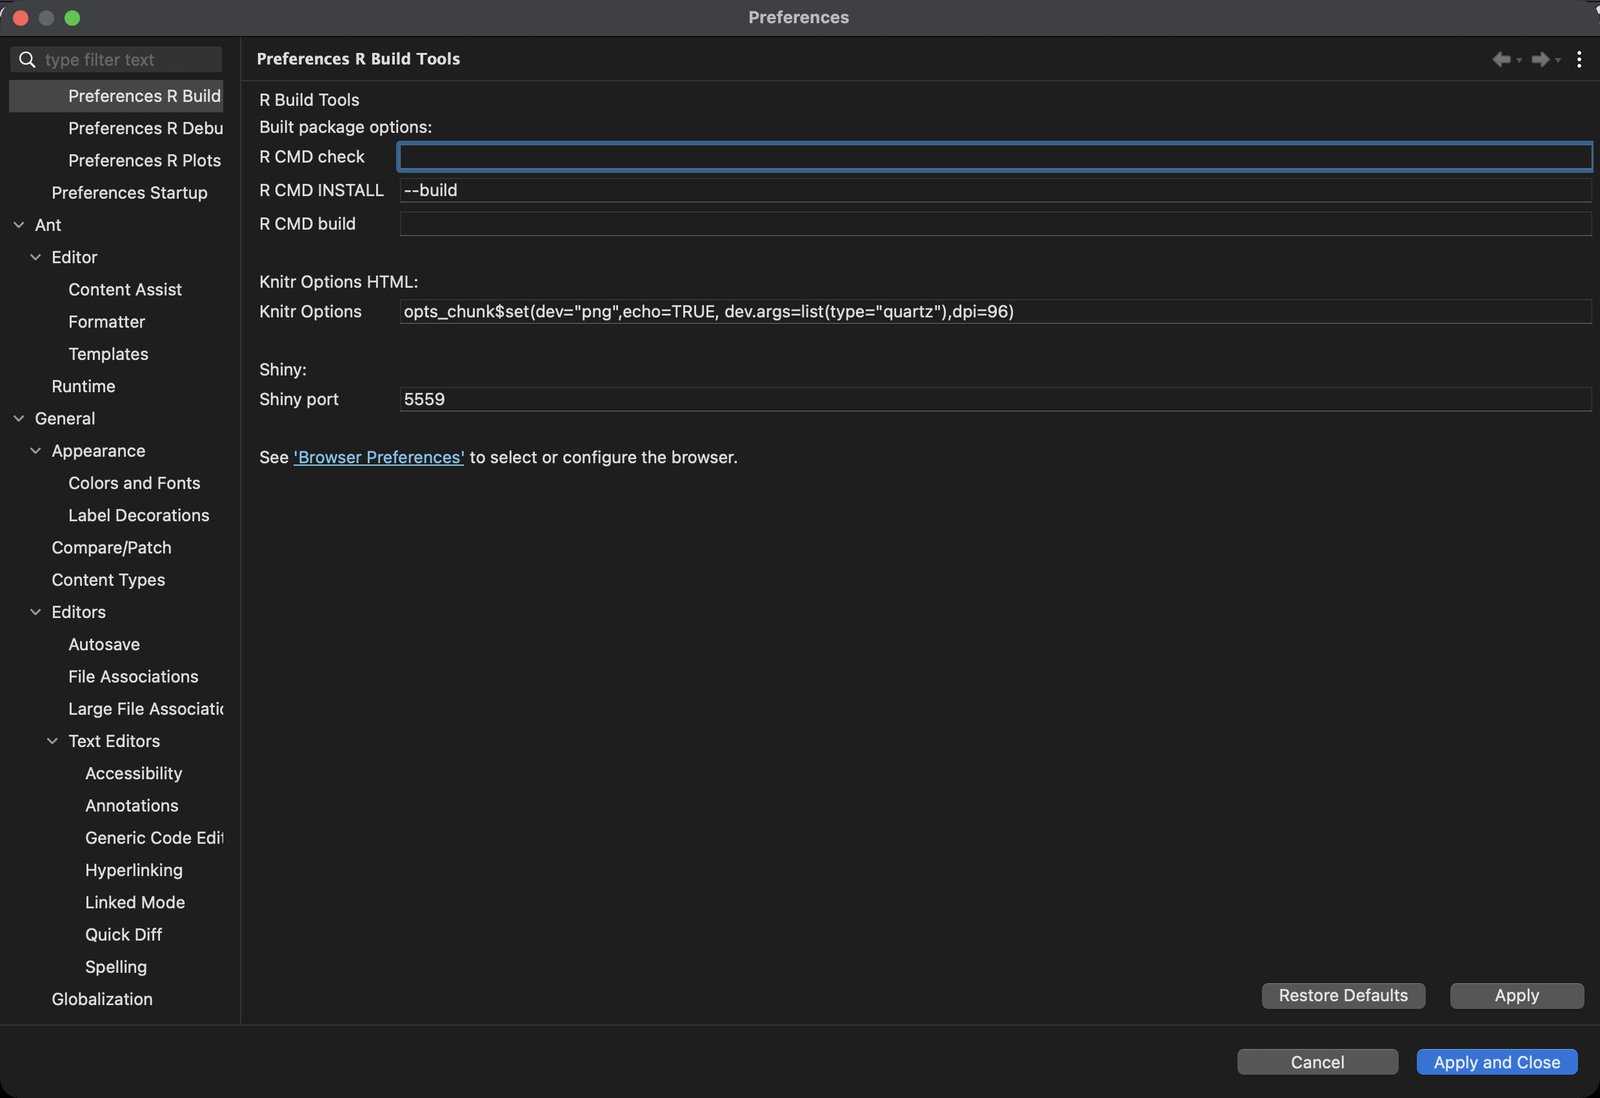 Preferences
type filter text
Preferences R Build
Preferences R Debu
Preferences R Plots
Preferences Startup
Ant
Editor
Content Assist
Formatter
Templates
Runtime
General
Appearance
Colors and Fonts
Label Decorations
Compare/Patch
Content Types
Editors
Autosave
File Associations
Large File Associatio
Text Editors
Accessibility
Annotations
Generic Code Edit
Hyperlinking
Linked Mode
Quick Diff
Spelling
Globalization
Preferences R Build Tools
R Build Tools
Built package options:
R CMD check
R CMD INSTALL --build
R CMD build
Knitr Options HTML:
Knitr Options opts_chunk$set(dev="png",echo=TRUE, dev.args=list(type="quartz"),dpi=96)
Shiny:
Shiny port 5559
See 'Browser Preferences' to select or configure the browser.
Restore Defaults Apply
Cancel Apply and Close